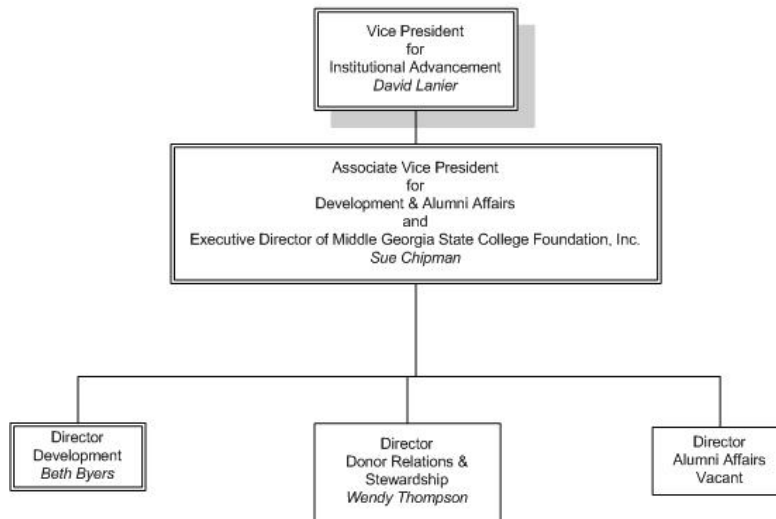 Vice President
for
Institutional Advancement
David Lanier
Associate Vice President
for
Development & Alumni Affairs
and
Executive Director of Middle Georgia State College Foundation, Inc.
Sue Chipman
Director
Development
Beth Byers
Director
Donor Relations &
Stewardship
Wendy Thompson
Director
Alumni Affairs
Vacant